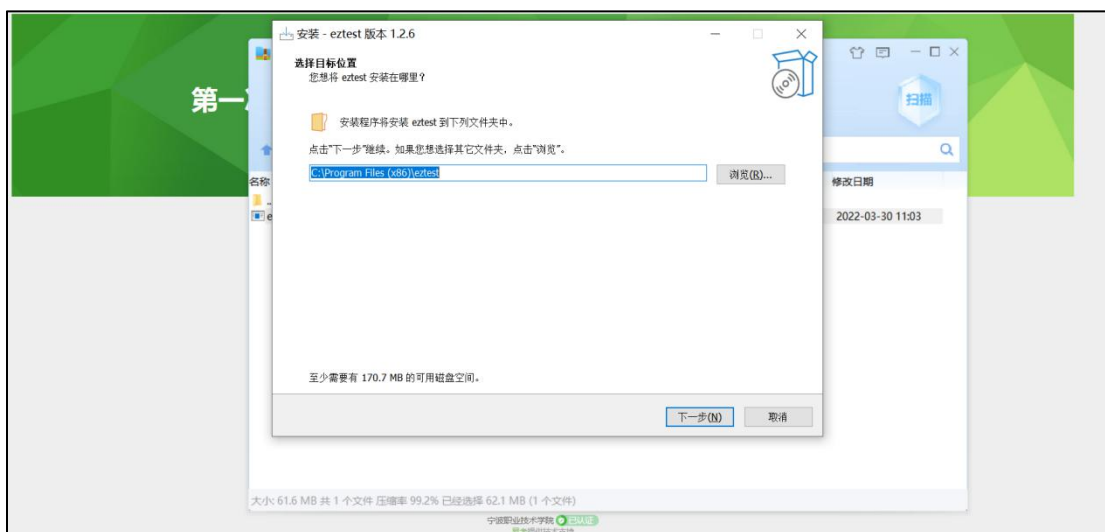 安装 - eztest 版本 1.2.6
选择目标位置
您想将 eztest 安装在哪里？
第一
扫描
安装程序将安装 eztest 到下列文件夹中。
点击"下一步"继续。如果您想选择其它文件夹，点击"浏览"。
C:\Program Files (x86)\eztest
浏览(R)...
名称
修改日期
..
e
2022-03-30 11:03
至少需要有 170.7 MB 的可用磁盘空间。
下一步(N)
取消
大小: 61.6 MB 共 1 个文件 压缩率 99.2% 已经选择 62.1 MB (1 个文件)
宁波职业技术学院
已认证